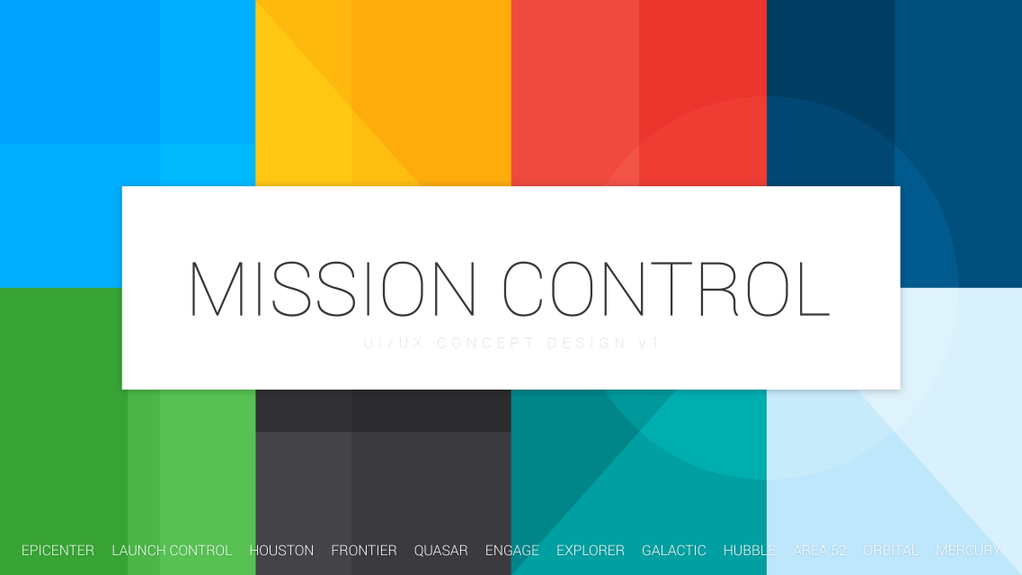 MISSION CONTROL
UI/UX CONCEPT DESIGN v1
EPICENTER LAUNCH CONTROL HOUSTON FRONTIER QUASAR ENGAGE EXPLORER GALACTIC HUBBLE AREA 52 ORBITAL MERCURY